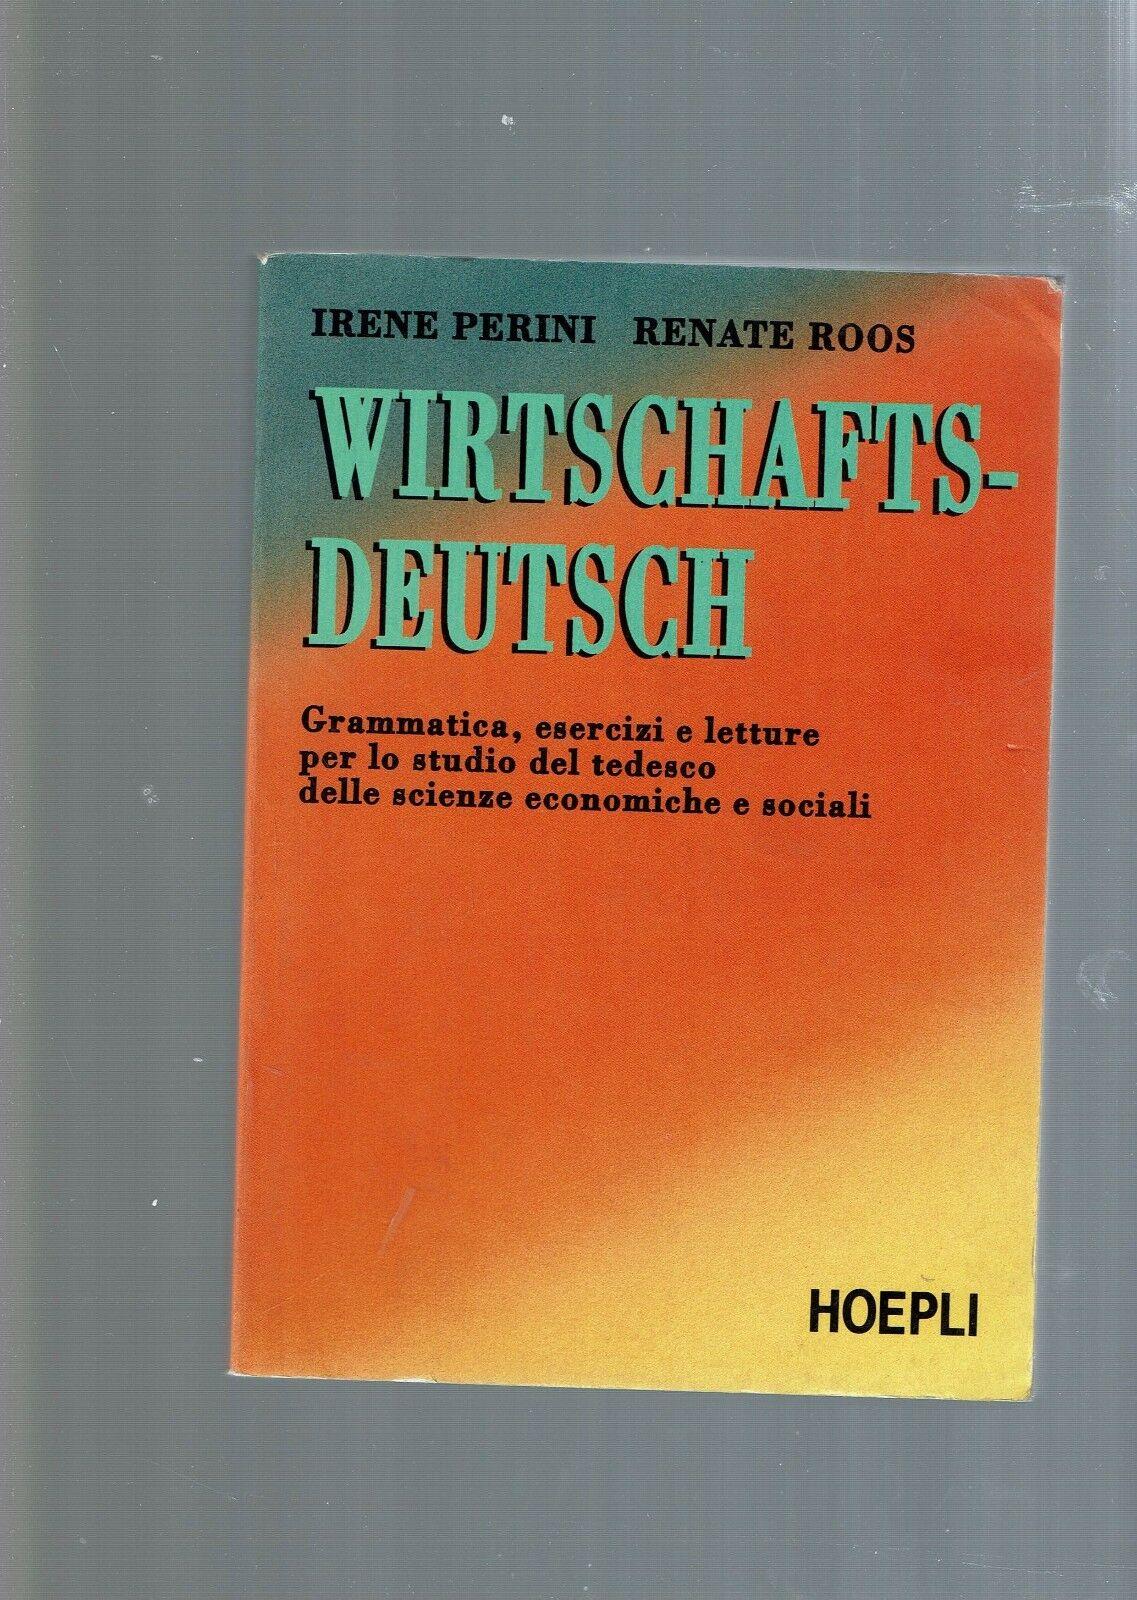 IRENE PERINI RENATE ROOS
WIRTSCHAFTS-
DEUTSCH
Grammatica, esercizi e letture
per lo studio del tedesco
delle scienze economiche e sociali
HOEPLI